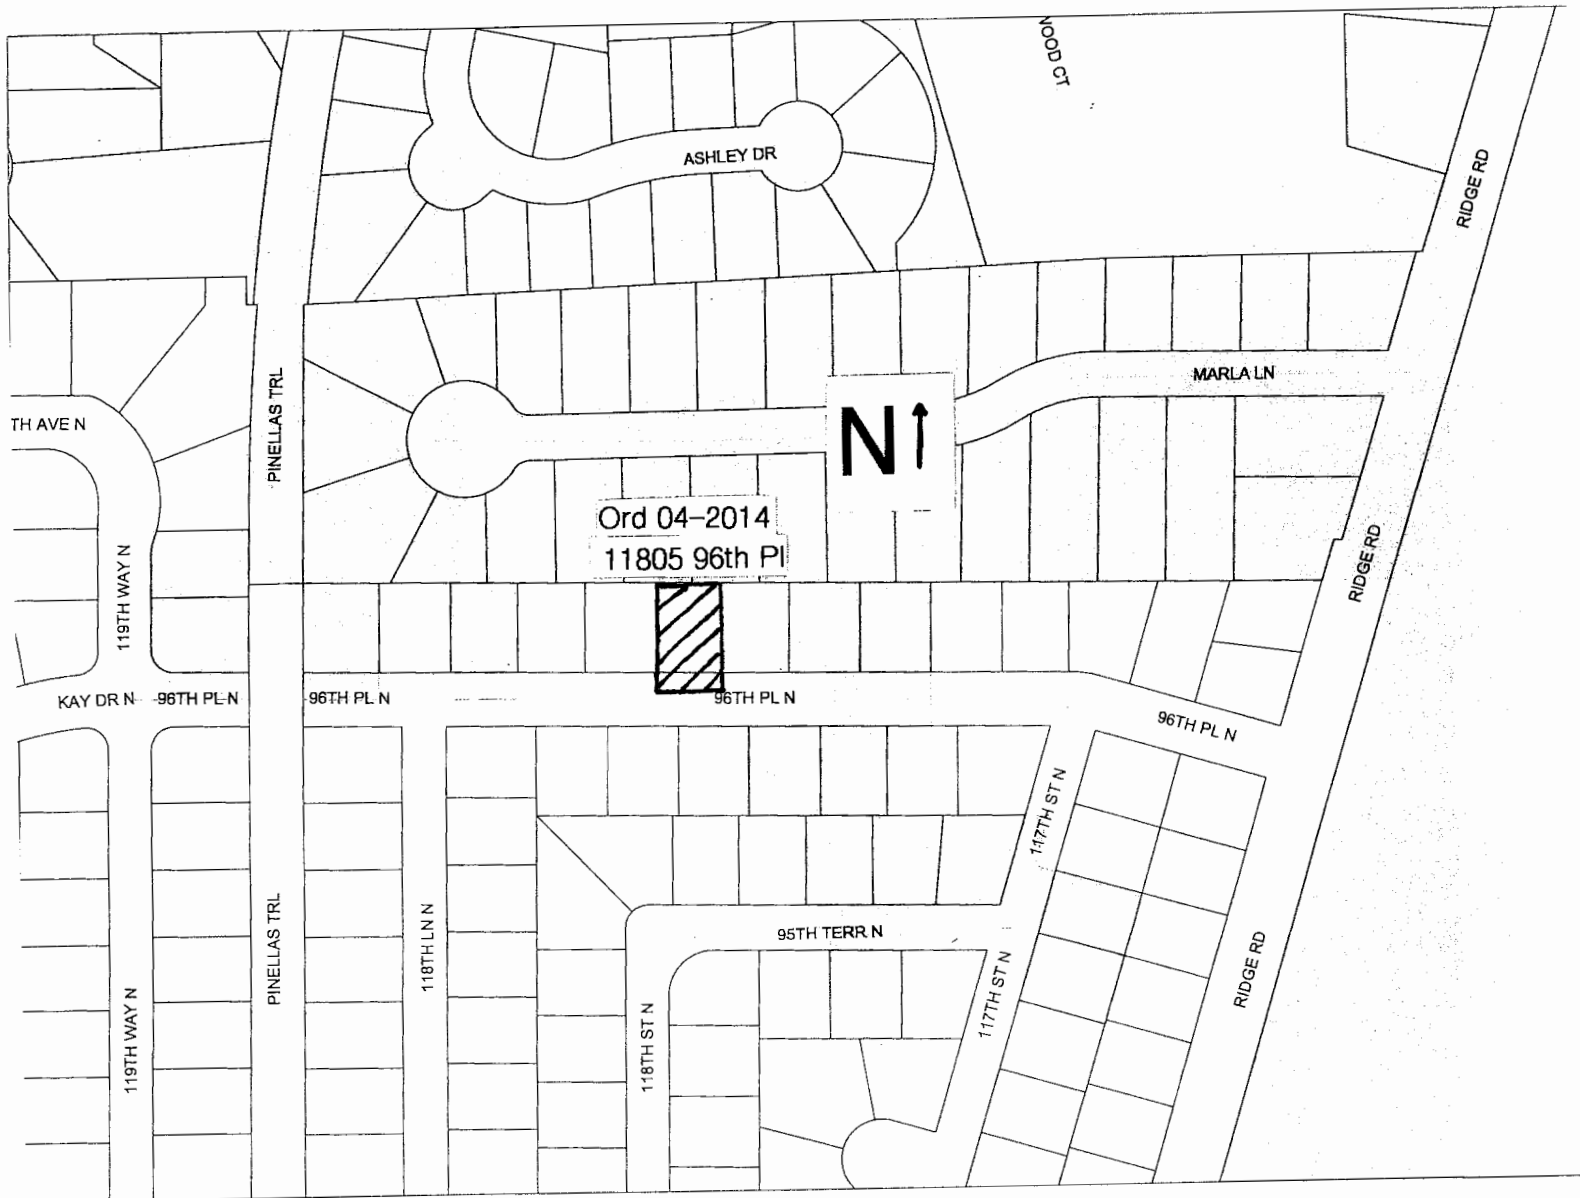 WOOD CT
ASHLEY DR
RIDGE RD
MARLA LN
PINELLAS TRL
TH AVE N
N
Ord 04-2014
11805 96th Pl
119TH WAY N
RIDGE RD
KAY DR N
96TH PL N
96TH PL N
96TH PL N
96TH PL N
117TH ST N
118TH LN N
95TH TERR N
PINELLAS TRL
RIDGE RD
117TH ST N
119TH WAY N
118TH ST N